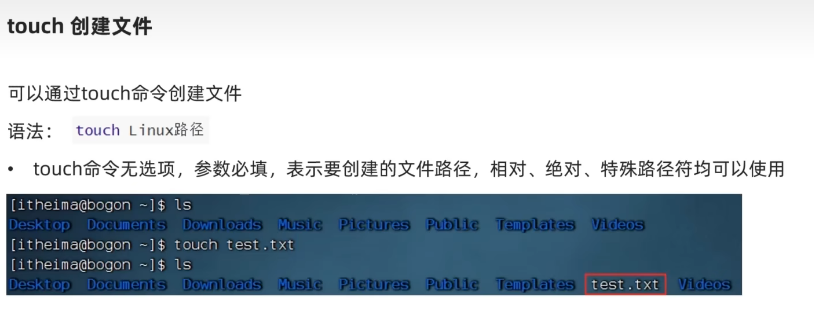 touch 创建文件
可以通过touch命令创建文件
语法： touch Linux路径
• touch命令无选项，参数必填，表示要创建的文件路径，相对、绝对、特殊路径符均可以使用
[itheima@bogon ~]$ ls
Desktop Documents Downloads Music Pictures Public Templates Videos
[itheima@bogon ~]$ touch test.txt
[itheima@bogon ~]$ ls
Desktop Documents Downloads Music Pictures Public Templates test.txt Videos